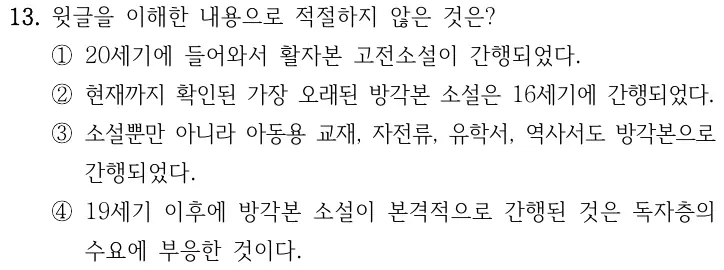 13. 윗글을 이해한 내용으로 적절하지 않은 것은?
① 20세기에 들어와서 활자본 고전소설이 간행되었다.
② 현재까지 확인된 가장 오래된 방각본 소설은 16세기에 간행되었다.
③ 소설뿐만 아니라 아동용 교재, 자전류, 유학서, 역사서도 방각본으로
간행되었다.
④ 19세기 이후에 방각본 소설이 본격적으로 간행된 것은 독자층의
수요에 부응한 것이다.